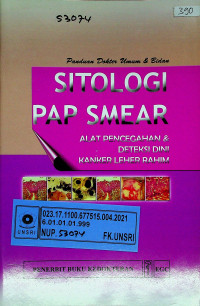 53074
390
Panduan Dokter Umum & Bidan
SITOLOGI
PAP SMEAR
ALAT PENCEGAHAN &
DETEKSI DINI
KANKER LEHER RAHIM
023.17.1100.677515.004.2021
6.01.01.01.999
UNSRI
NUP. 53074
FK.UNSRI
PENERBIT BUKU KEDOKTERAN
EGC